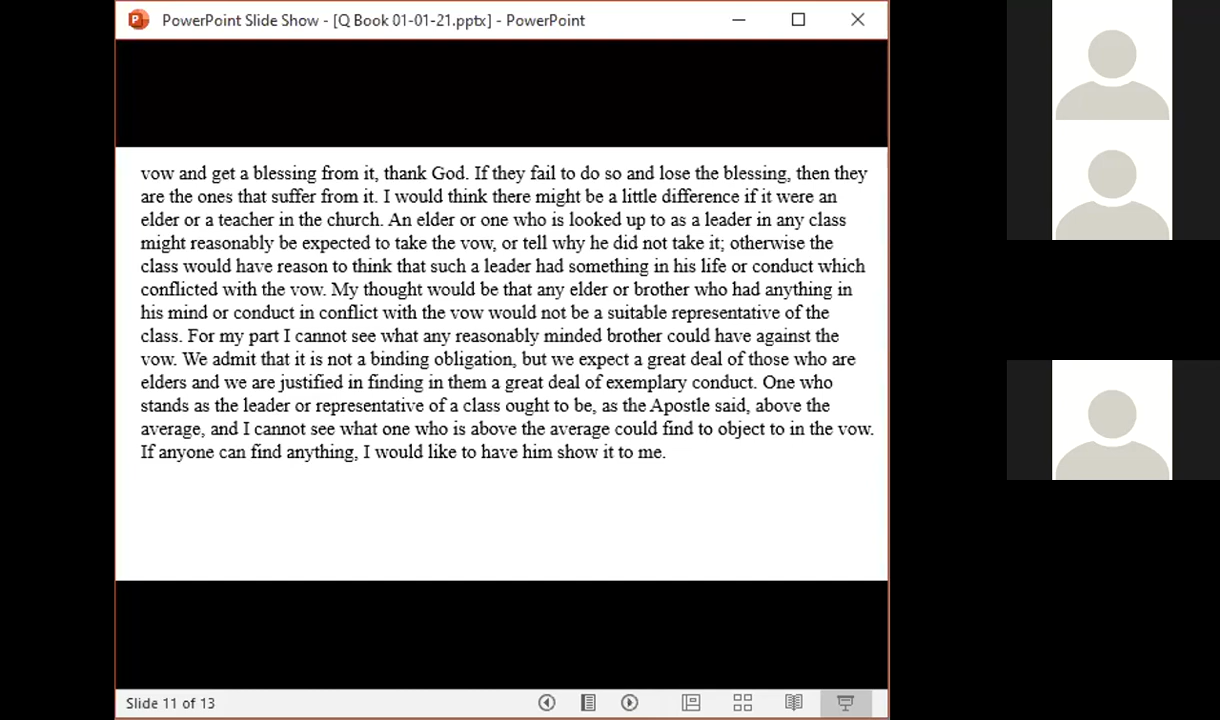 PowerPoint Slide Show - [Q Book 01-01-21.pptx] - PowerPoint
vow and get a blessing from it, thank God. If they fail to do so and lose the blessing, then they
are the ones that suffer from it. I would think there might be a little difference if it were an
elder or a teacher in the church. An elder or one who is looked up to as a leader in any class
might reasonably be expected to take the vow, or tell why he did not take it; otherwise the
class would have reason to think that such a leader had something in his life or conduct which
conflicted with the vow. My thought would be that any elder or brother who had anything in
his mind or conduct in conflict with the vow would not be a suitable representative of the
class. For my part I cannot see what any reasonably minded brother could have against the
vow. We admit that it is not a binding obligation, but we expect a great deal of those who are
elders and we are justified in finding in them a great deal of exemplary conduct. One who
stands as the leader or representative of a class ought to be, as the Apostle said, above the
average, and I cannot see what one who is above the average could find to object to in the vow.
If anyone can find anything, I would like to have him show it to me.
Slide 11 of 13